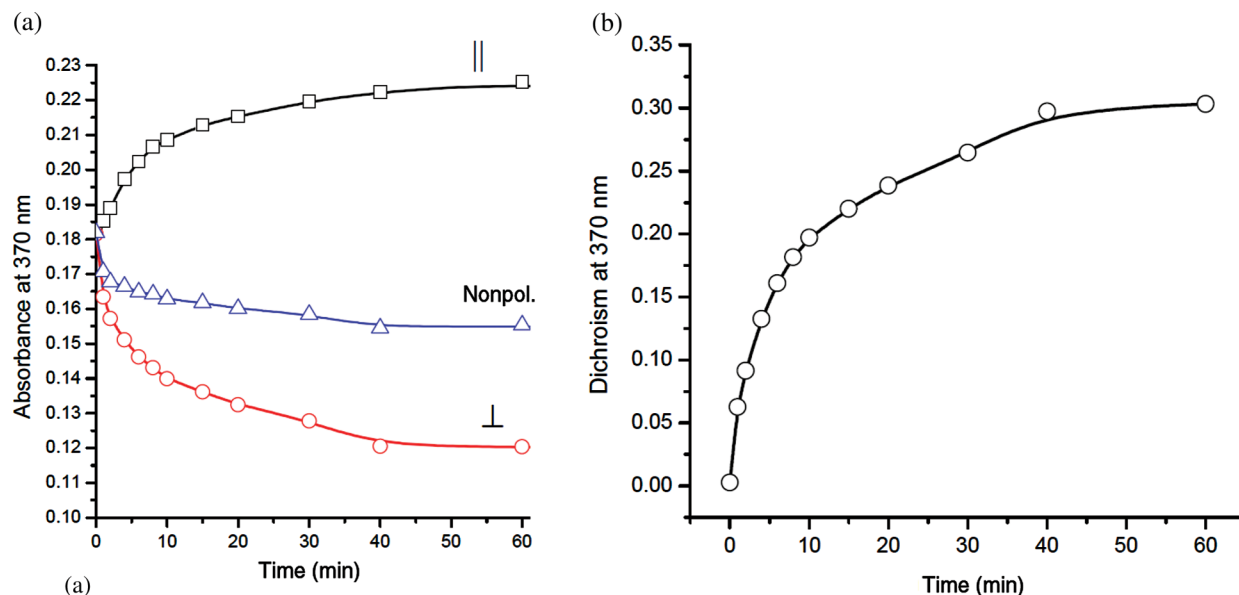 (a)
0.23
0.22
0.21
0.20
0.19
0.18
0.17
0.16
0.15
0.14
0.13
0.12
0.11
0.10
Absorbance at 370 nm
||
Nonpol.
⊥
0 10 20 30 40 50 60
Time (min)
(a)
(b)
0.35
0.30
0.25
0.20
0.15
0.10
0.05
0.00
Dichroism at 370 nm
0 10 20 30 40 50 60
Time (min)